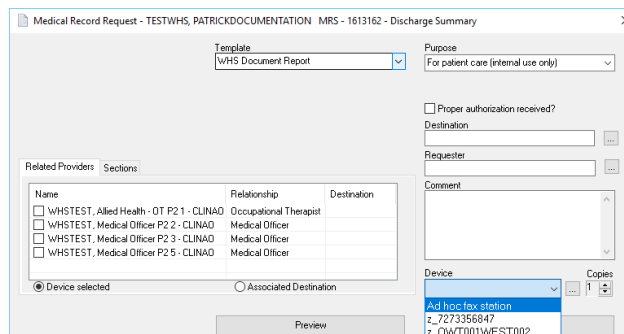 Medical Record Request - TESTWHS, PATRICKDOCUMENTATION MRS - 1613162 - Discharge Summary
Template
Purpose
WHS Document Report
For patient care (internal use only)
Proper authorization received?
Destination
...
Requester
...
Related Providers Sections
Comment
Name Relationship Destination
WHSTEST, Allied Health - OT P2 1 - CLINAO Occupational Therapist
WHSTEST, Medical Officer P2 2 - CLINAO Medical Officer
WHSTEST, Medical Officer P2 3 - CLINAO Medical Officer
WHSTEST, Medical Officer P2 5 - CLINAO Medical Officer
Device Copies
Device selected Associated Destination
... 1
Ad hoc fax station
Preview
z_7273356847
z_OWT001WEST002